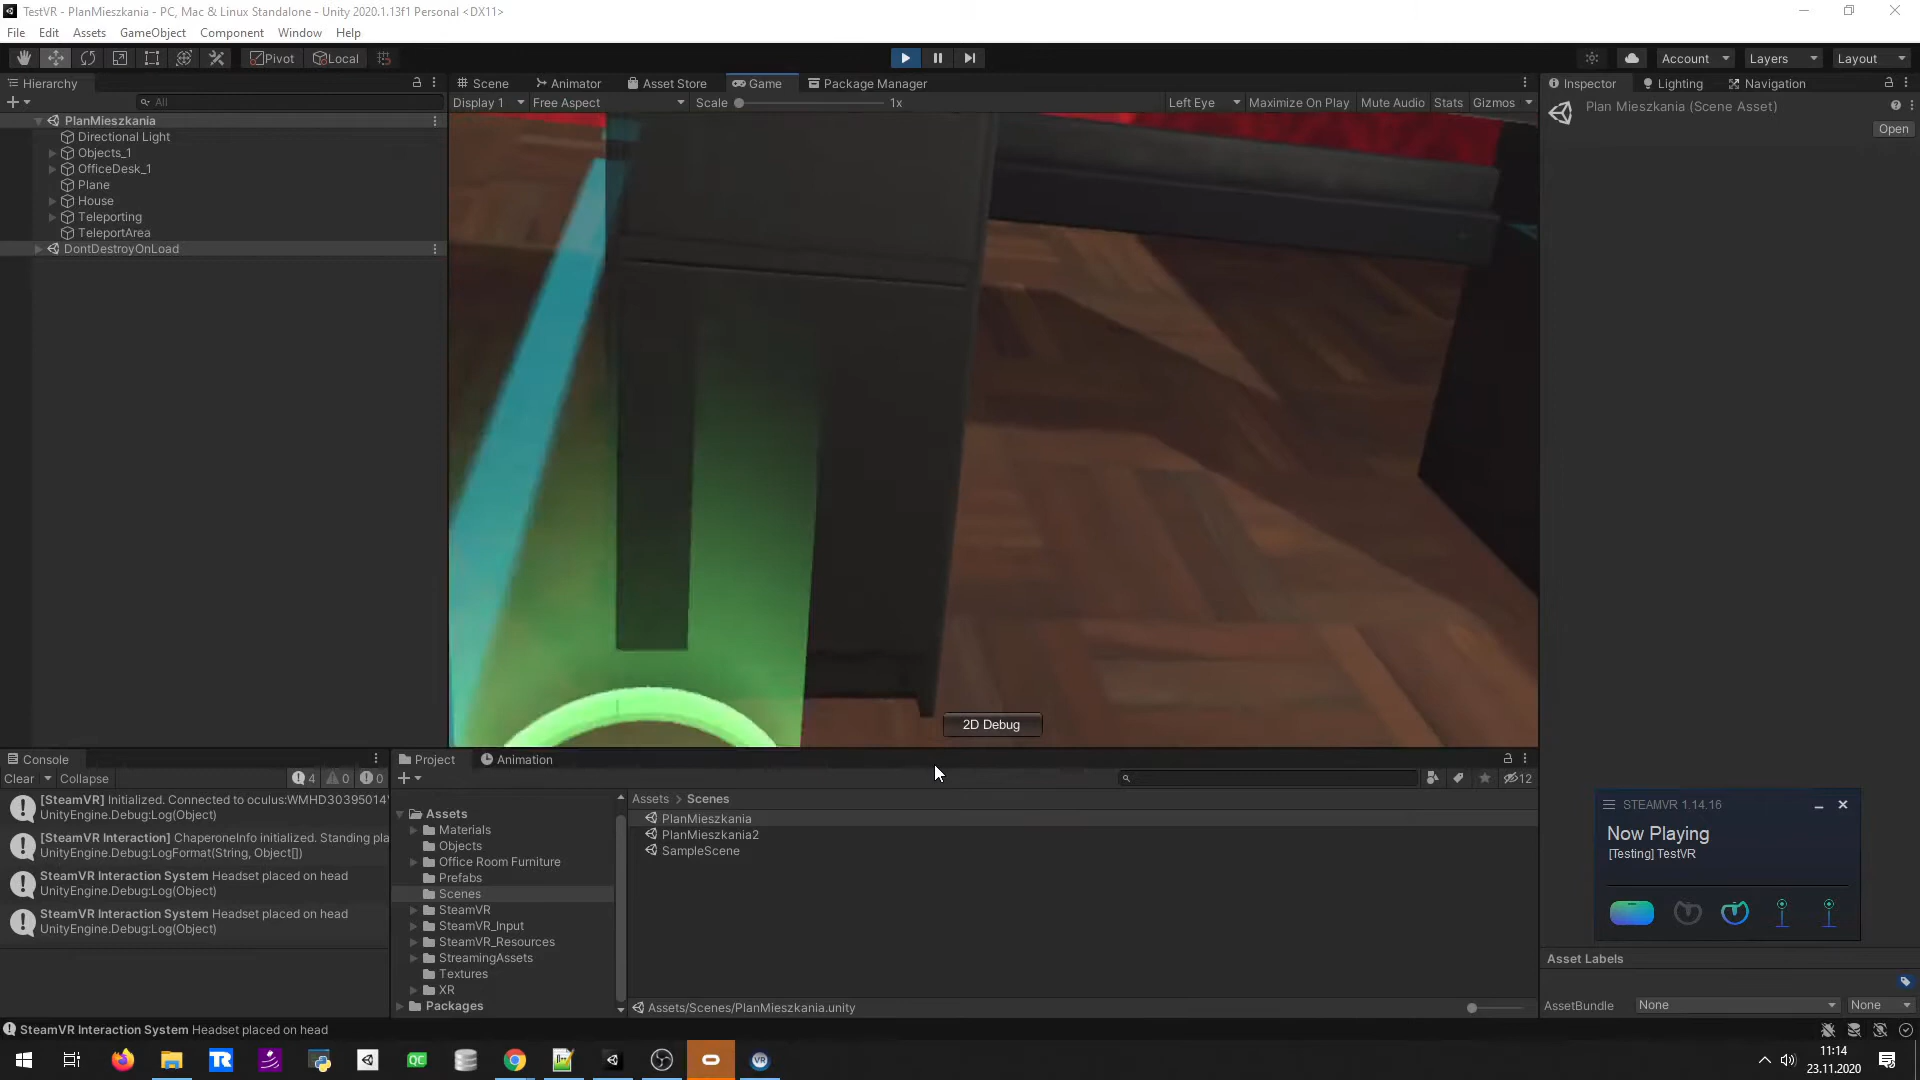 TestVR - PlanMieszkania - PC, Mac & Linux Standalone - Unity 2020.1.13f1 Personal <DX11>
File Edit Assets GameObject Component Window Help
Pivot Local Account Layers Layout
Hierarchy Scene Animator Asset Store Game Package Manager Inspector Lighting Navigation
All Display 1 Free Aspect Scale 1x Left Eye Maximize On Play Mute Audio Stats Gizmos
Plan Mieszkania (Scene Asset)
Open
PlanMieszkania
Directional Light
Objects_1
OfficeDesk_1
Plane
House
Teleporting
TeleportArea
DontDestroyOnLoad
2D Debug
Console Project Animation
Clear Collapse 4 0 0 12
[SteamVR] Initialized. Connected to oculus:WMHD30395014
UnityEngine.Debug:Log(Object)
[SteamVR Interaction] ChaperoneInfo initialized. Standing pla
UnityEngine.Debug:LogFormat(String, Object[])
SteamVR Interaction System Headset placed on head
UnityEngine.Debug:Log(Object)
SteamVR Interaction System Headset placed on head
UnityEngine.Debug:Log(Object)
Assets
Materials
Objects
Office Room Furniture
Prefabs
Scenes
SteamVR
SteamVR_Input
SteamVR_Resources
StreamingAssets
Textures
XR
Packages
Assets > Scenes
PlanMieszkania
PlanMieszkania2
SampleScene
Assets/Scenes/PlanMieszkania.unity
STEAMVR 1.14.16
Now Playing
[Testing] TestVR
Asset Labels
AssetBundle None None
SteamVR Interaction System Headset placed on head
TR QC VR
11:14
23.11.2020